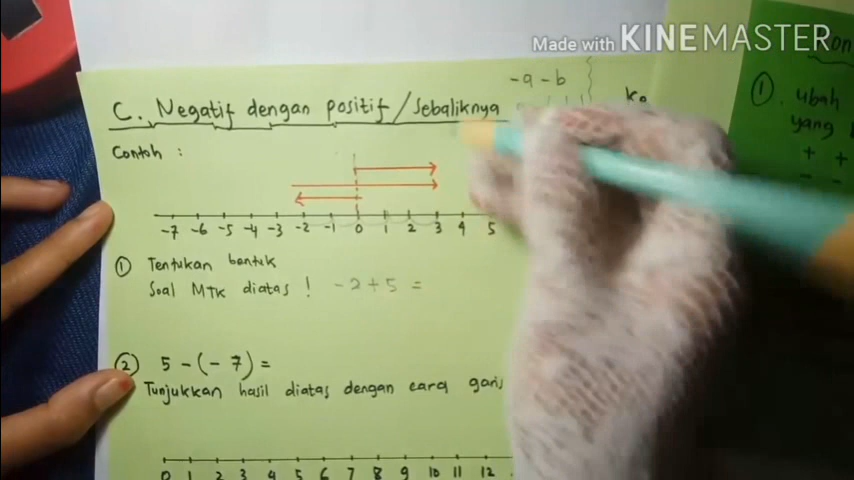 Made with KINEMASTER
-a - b
C. Negatif dengan positif / Sebaliknya
Contoh :
-7 -6 -5 -4 -3 -2 -1 0 1 2 3 4 5
① Tentukan bentuk
Soal MTK diatas ! -2+5 =
② 5 - (- 7) =
Tunjukkan hasil diatas dengan cara garis
0 1 2 3 4 5 6 7 8 9 10 11 12
①. ubah
yang
+ +
- -